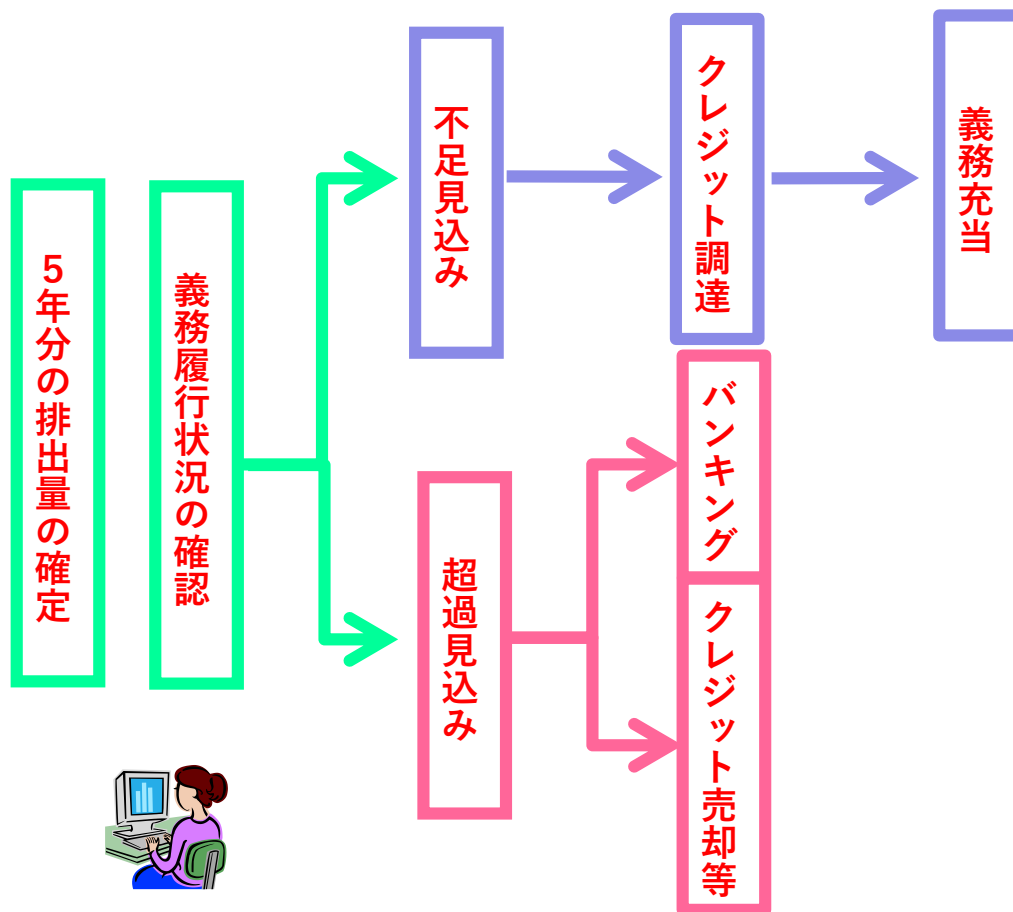 5年分の排出量の確定
義務履行状況の確認
不足見込み
クレジット調達
義務充当
超過見込み
バンキング
クレジット売却等